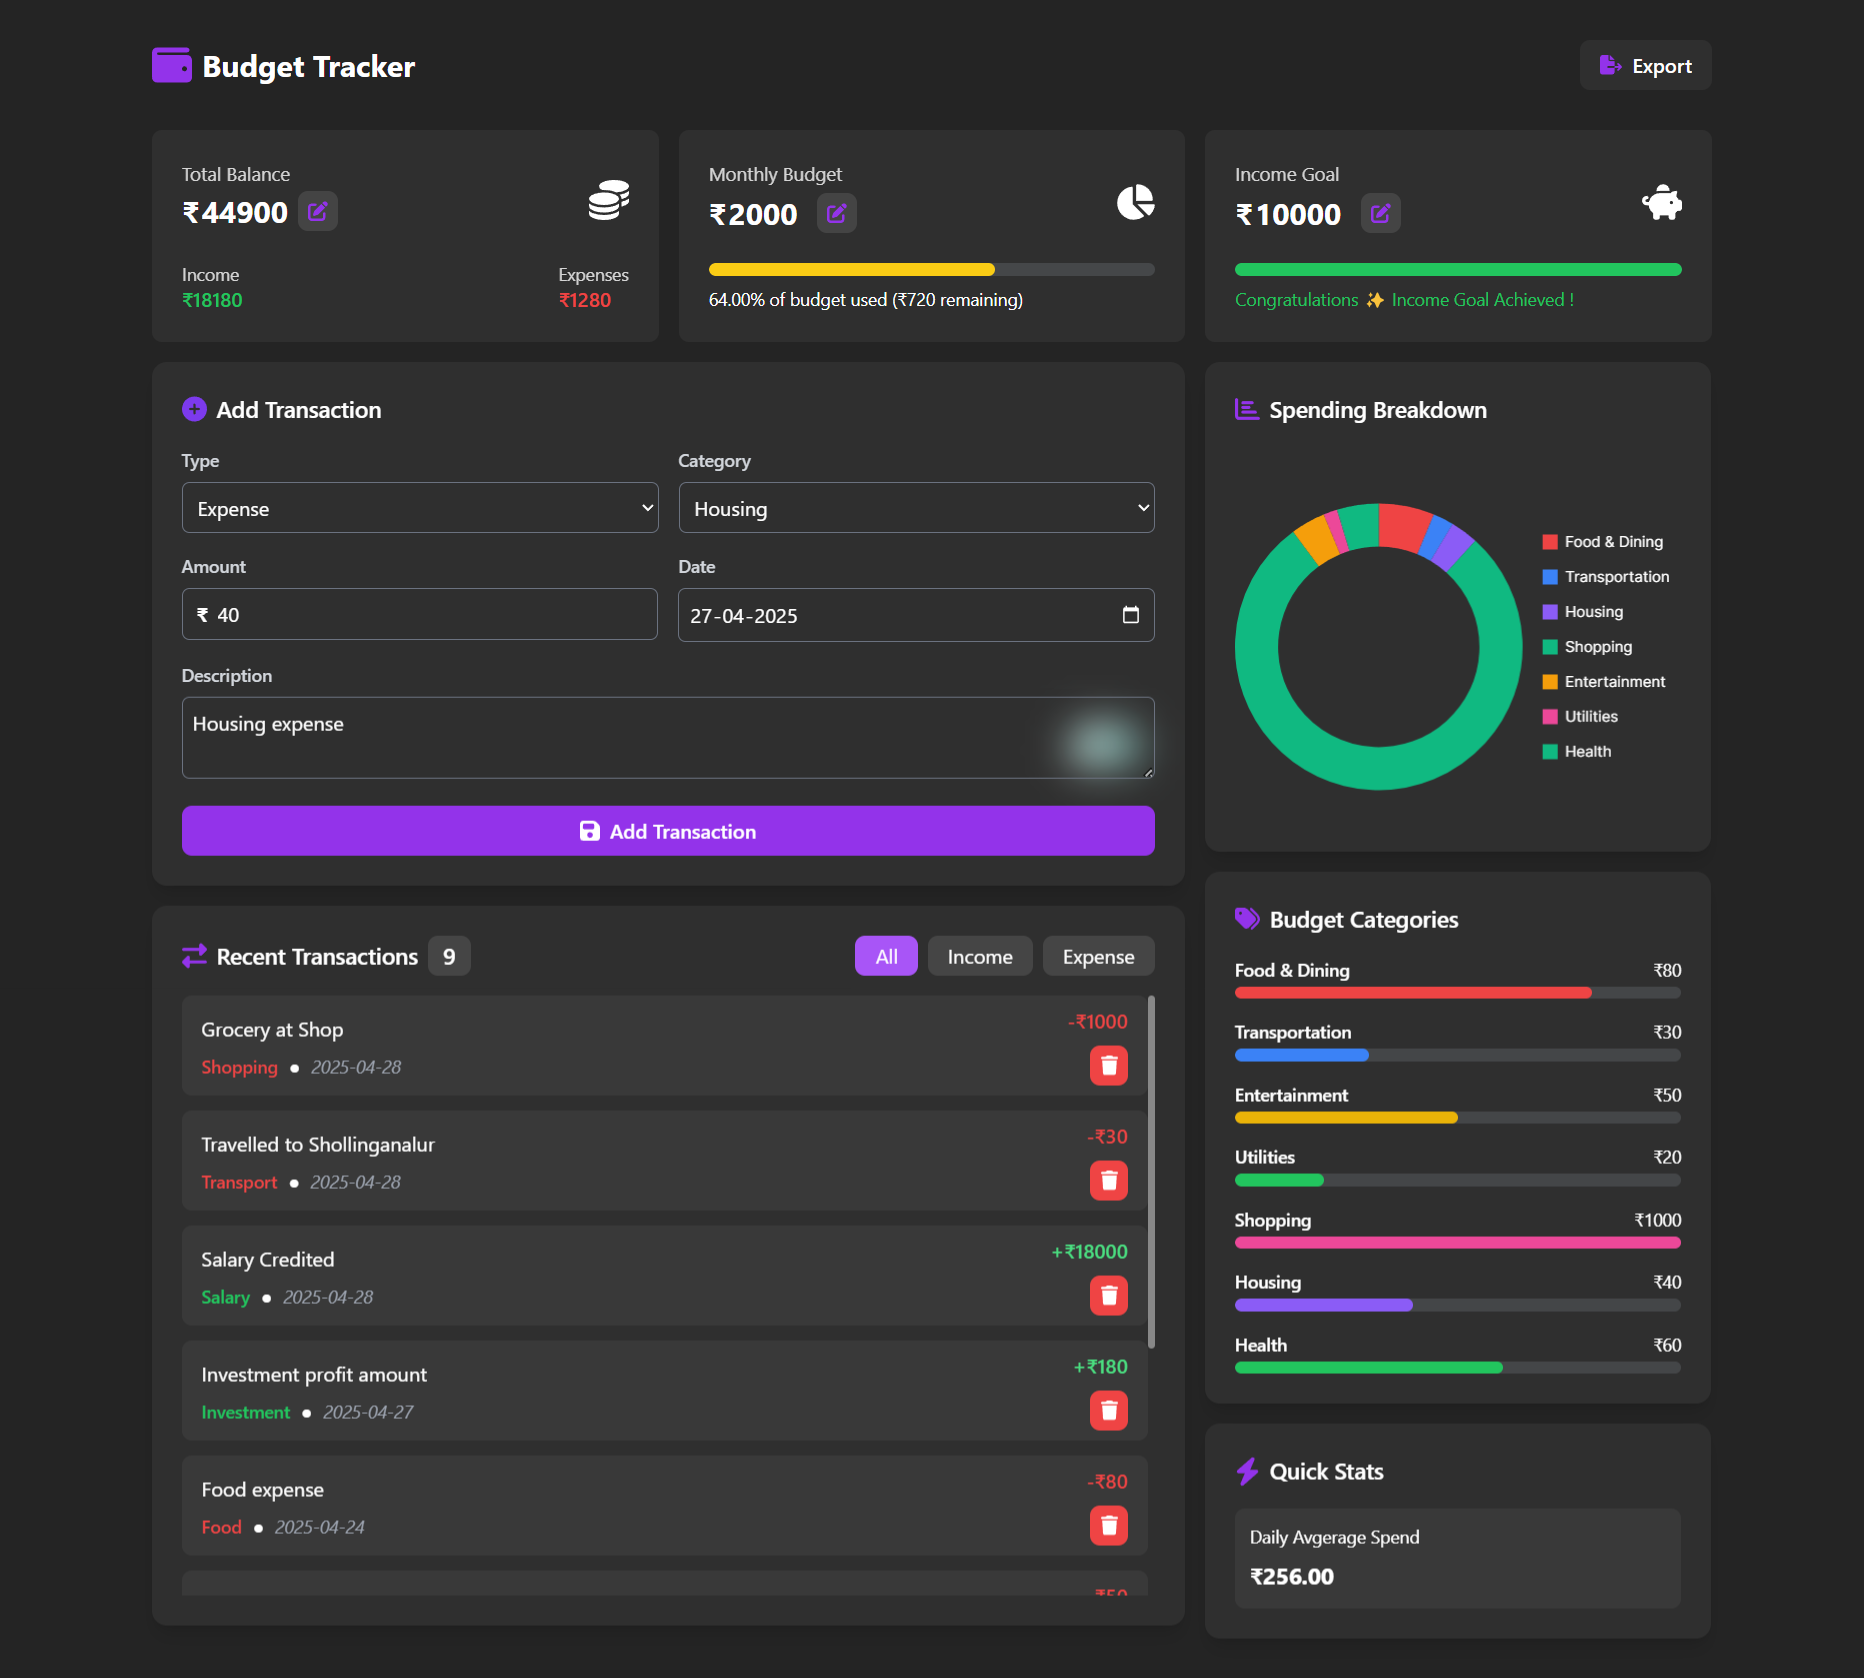 Budget Tracker
Export
Total Balance
₹44900
Income
₹18180
Expenses
₹1280
Monthly Budget
₹2000
64.00% of budget used (₹720 remaining)
Income Goal
₹10000
Congratulations ✨ Income Goal Achieved !
Add Transaction
Type
Expense
Category
Housing
Amount
₹ 40
Date
27-04-2025
Description
Housing expense
Add Transaction
Spending Breakdown
Food & Dining
Transportation
Housing
Shopping
Entertainment
Utilities
Health
Recent Transactions 9
All
Income
Expense
Grocery at Shop
-₹1000
Shopping ● 2025-04-28
Travelled to Shollinganalur
-₹30
Transport ● 2025-04-28
Salary Credited
+₹18000
Salary ● 2025-04-28
Investment profit amount
+₹180
Investment ● 2025-04-27
Food expense
-₹80
Food ● 2025-04-24
Budget Categories
Food & Dining ₹80
Transportation ₹30
Entertainment ₹50
Utilities ₹20
Shopping ₹1000
Housing ₹40
Health ₹60
Quick Stats
Daily Avgerage Spend
₹256.00